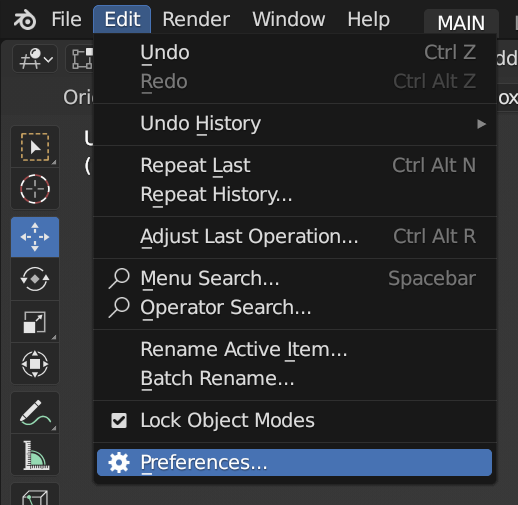 File Edit Render Window Help MAIN
Undo Ctrl Z
Redo Ctrl Alt Z
Undo History
Repeat Last Ctrl Alt N
Repeat History...
Adjust Last Operation... Ctrl Alt R
Menu Search... Spacebar
Operator Search...
Rename Active Item...
Batch Rename...
Lock Object Modes
Preferences...